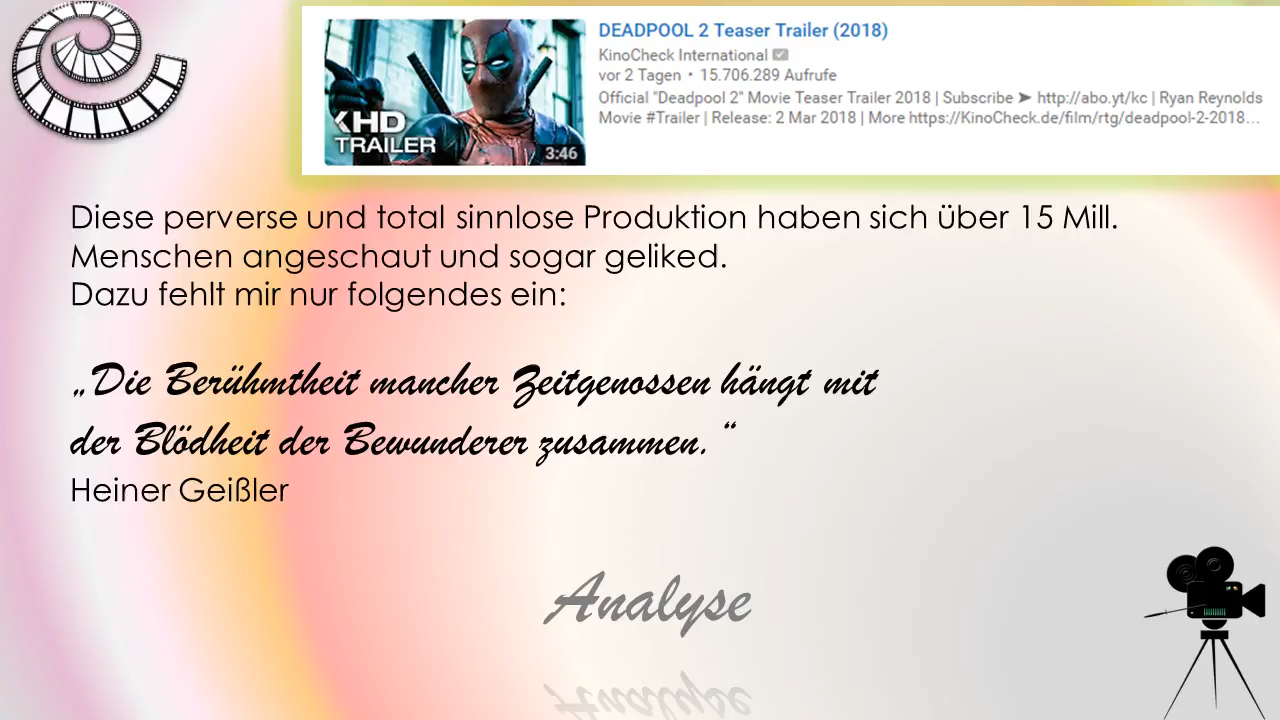 DEADPOOL 2 Teaser Trailer (2018)
KinoCheck International
vor 2 Tagen • 15.706.289 Aufrufe
Official "Deadpool 2" Movie Teaser Trailer 2018 | Subscribe ➤ http://abo.yt/kc | Ryan Reynolds
Movie #Trailer | Release: 2 Mar 2018 | More https://KinoCheck.de/film/rtg/deadpool-2-2018...
KHD
TRAILER
3:46
Diese perverse und total sinnlose Produktion haben sich über 15 Mill.
Menschen angeschaut und sogar geliked.
Dazu fehlt mir nur folgendes ein:
„Die Berühmtheit mancher Zeitgenossen hängt mit
der Blödheit der Bewunderer zusammen.“
Heiner Geißler
Analyse